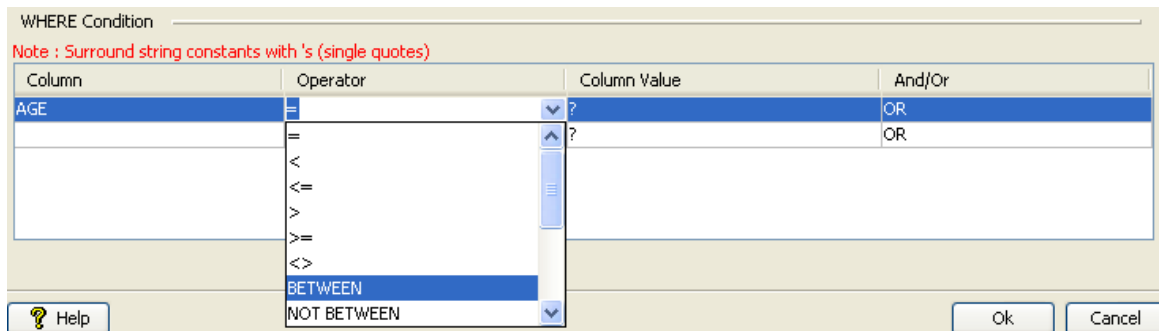 WHERE Condition
Note : Surround string constants with 's (single quotes)
Column Operator Column Value And/Or
AGE = ? OR
= ? OR
<
<=
>
>=
<>
BETWEEN
NOT BETWEEN
Help Ok Cancel